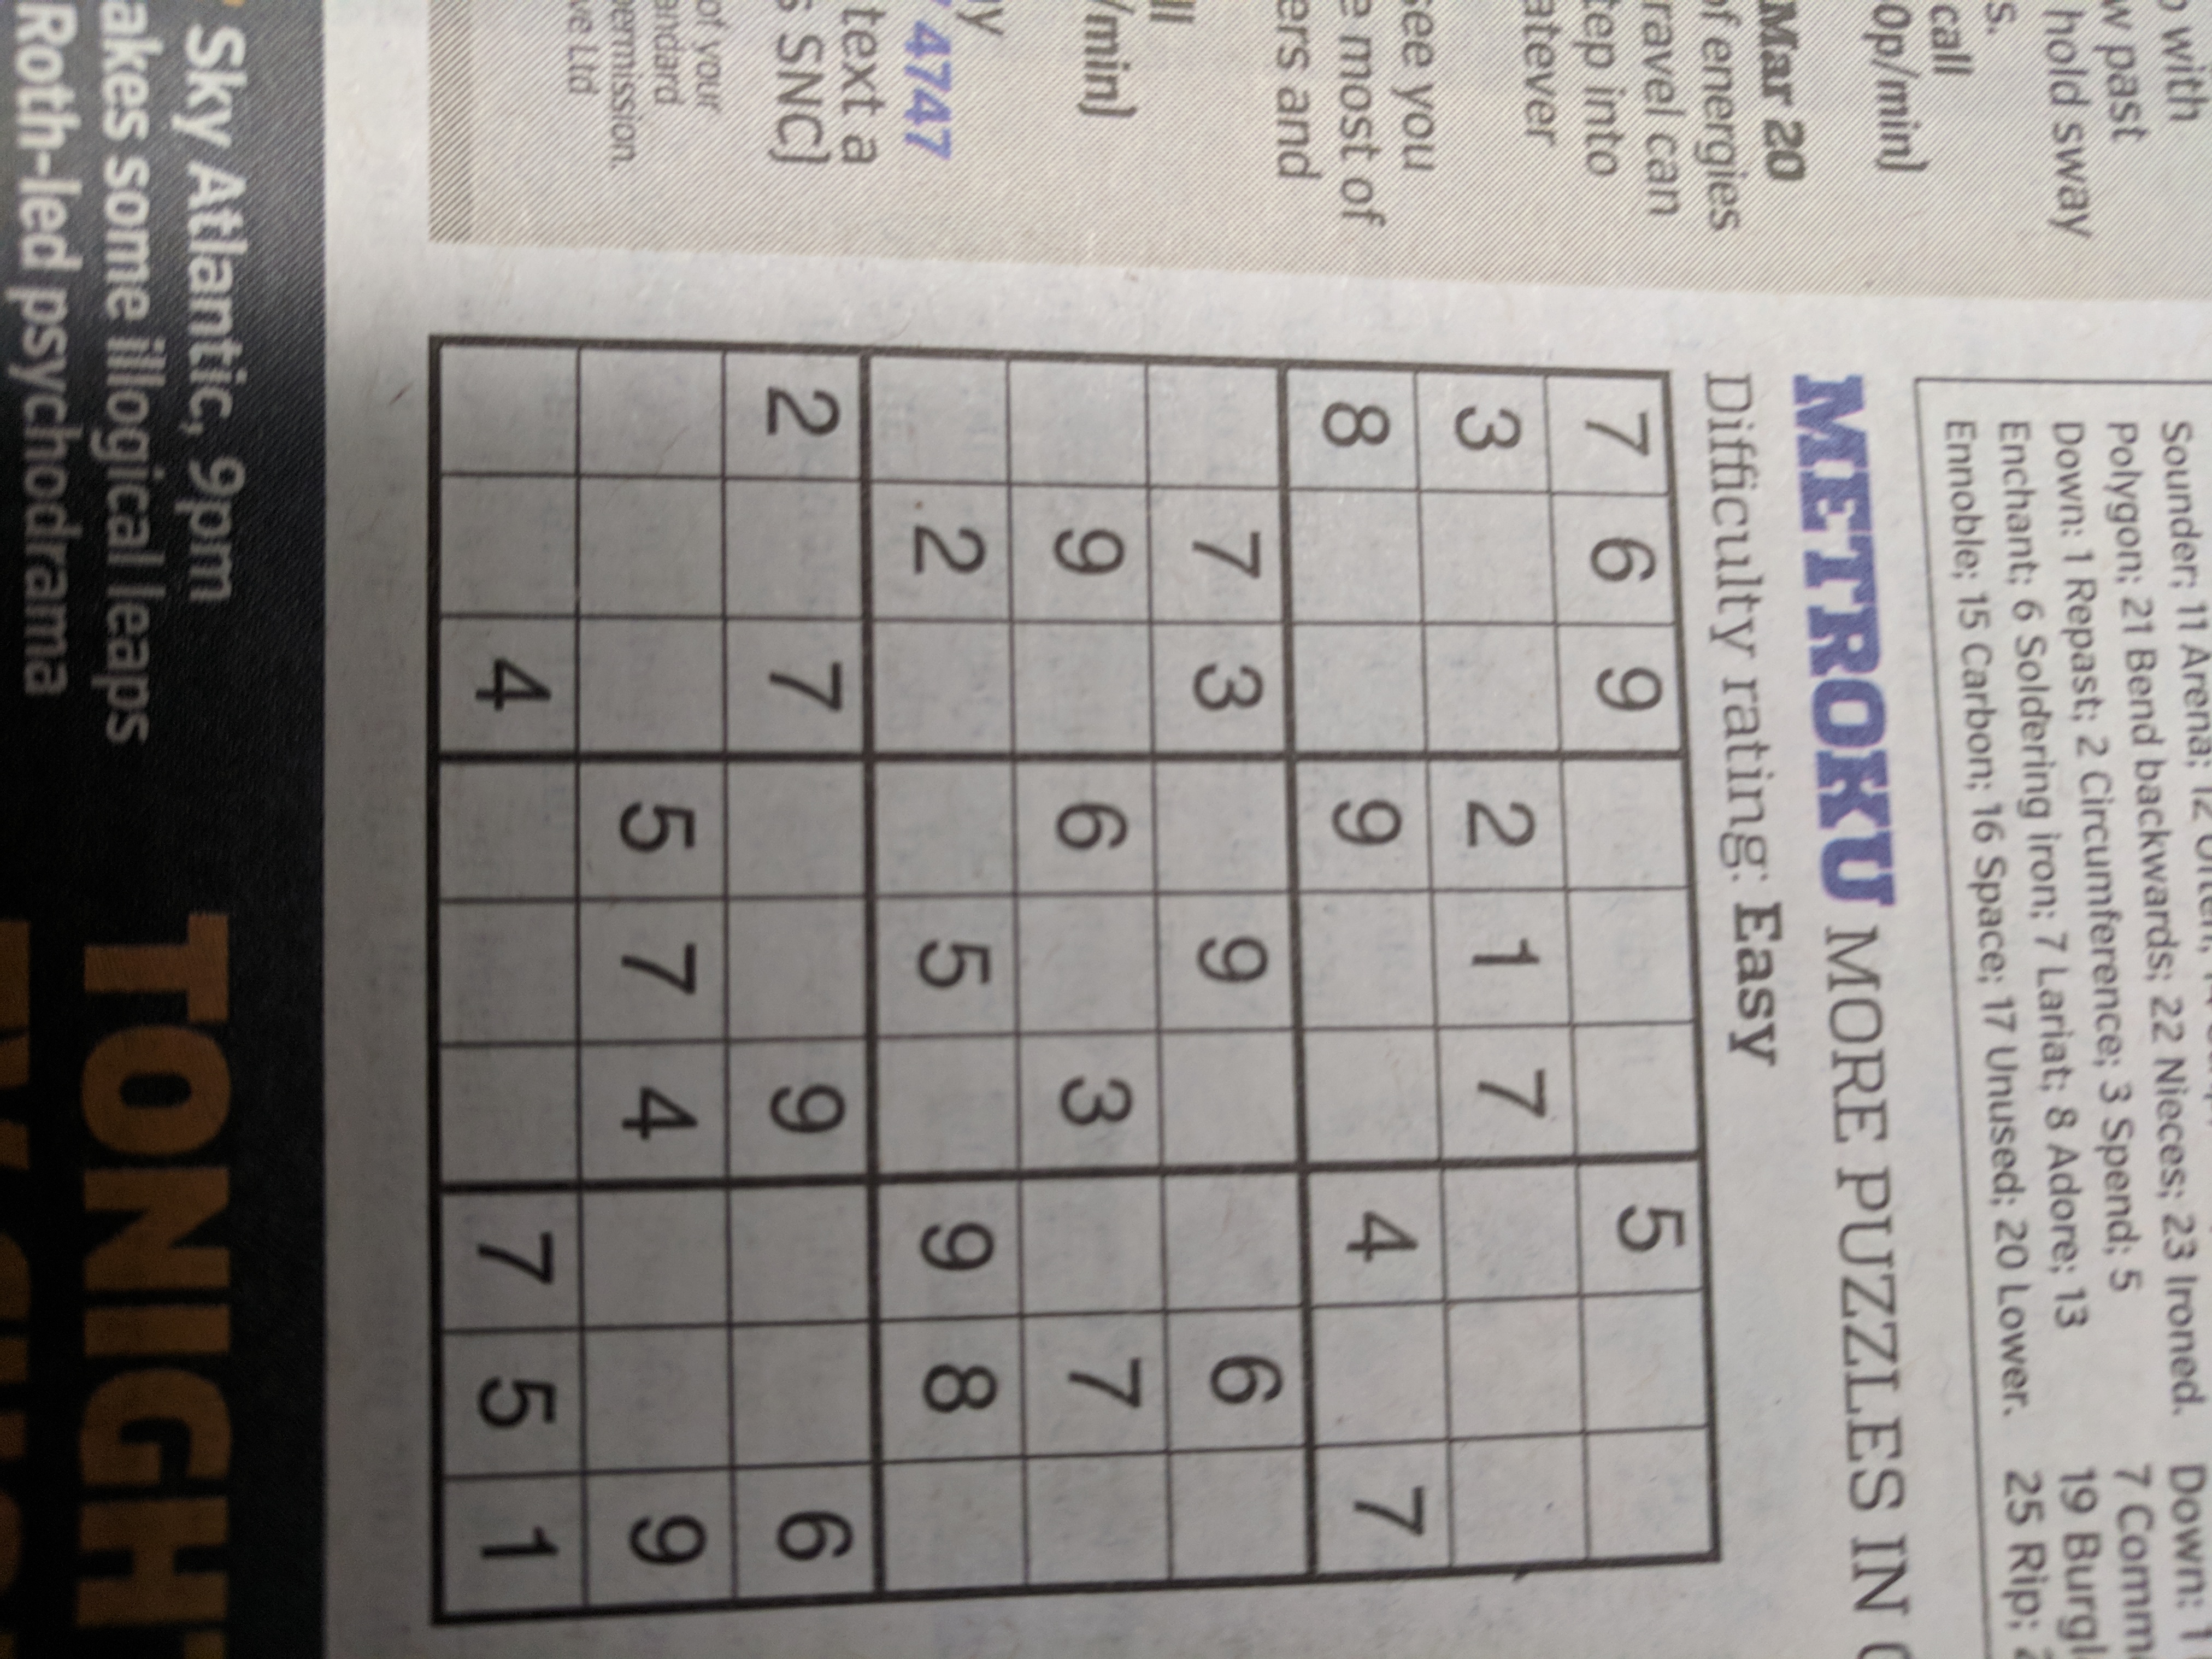 with
w past
hold sway
s.
call
0p/min)
Mar 20
of energies
ravel can
tep into
atever
see you
e most of
ers and
ll
/min)
y
4747
text a
s SNC)
of your
andard
permission.
ve Ltd
Sounder; 11 Arena; 12 Often;
Polygon; 21 Bend backwards; 22 Nieces; 23 Ironed.
Down: 1 Repast; 2 Circumference; 3 Spend; 5
Enchant; 6 Soldering iron; 7 Lariat; 8 Adore; 13
Ennoble; 15 Carbon; 16 Space; 17 Unused; 20 Lower.
Down: 1
7 Comm
19 Burgl
25 Rip;
METROKU MORE PUZZLES IN
Difficulty rating: Easy
7 6 9 5
3 2 1 7
8 9 4 7
7 3 9 6
9 6 3 7
2 5 9 8
2 7 9 6
5 7 4 9
4 7 5 1
Sky Atlantic, 9pm
akes some illogical leaps
Roth-led psychodrama
TONIGH